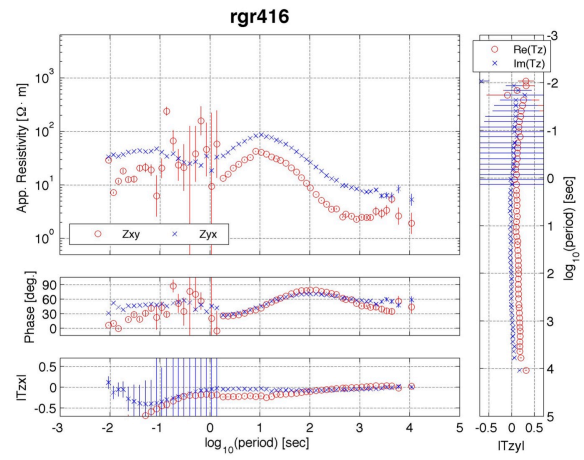 rgr416
App. Resistivity [Ω· m]
10³
10²
10¹
10⁰
Zxy Zyx
Phase [deg.]
90
60
30
0
|Tzx|
0.5
0
-0.5
-3 -2 -1 0 1 2 3 4 5
log₁₀(period) [sec]
Re(Tz)
Im(Tz)
-3
-2
-1
0
1
2
3
4
5
log₁₀(period) [sec]
-0.5 0 0.5
|Tzy|